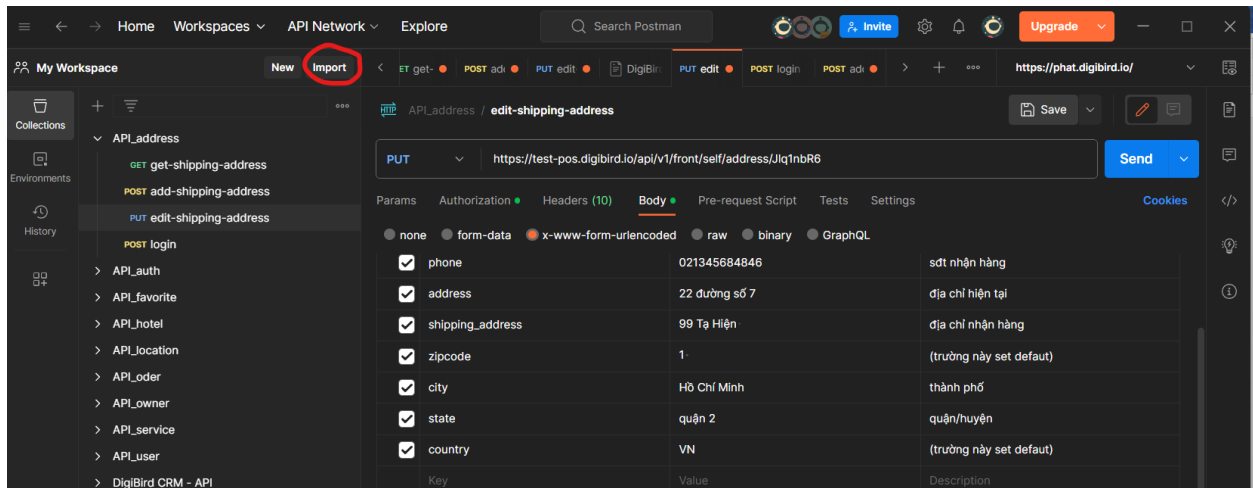 Home Workspaces API Network Explore Search Postman Invite Upgrade
My Workspace New Import ET get- POST add PUT edit DigiBird PUT edit POST login POST add https://phat.digibird.io/
Collections
Environments
History
API_address
GET get-shipping-address
POST add-shipping-address
PUT edit-shipping-address
POST login
API_auth
API_favorite
API_hotel
API_location
API_oder
API_owner
API_service
API_user
DigiBird CRM - API
HTTP API_address / edit-shipping-address Save
PUT https://test-pos.digibird.io/api/v1/front/self/address/Jlq1nbR6 Send
Params Authorization Headers (10) Body Pre-request Script Tests Settings Cookies
none form-data x-www-form-urlencoded raw binary GraphQL
phone 021345684846 sđt nhận hàng
address 22 đường số 7 địa chỉ hiện tại
shipping_address 99 Tạ Hiện địa chỉ nhận hàng
zipcode 1 (trường này set defaut)
city Hồ Chí Minh thành phố
state quận 2 quận/huyện
country VN (trường này set defaut)
Key Value Description